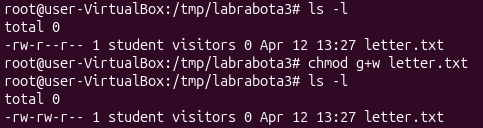 root@user-VirtualBox:/tmp/labrabota3# ls -l
total 0
-rw-r--r-- 1 student visitors 0 Apr 12 13:27 letter.txt
root@user-VirtualBox:/tmp/labrabota3# chmod g+w letter.txt
root@user-VirtualBox:/tmp/labrabota3# ls -l
total 0
-rw-rw-r-- 1 student visitors 0 Apr 12 13:27 letter.txt